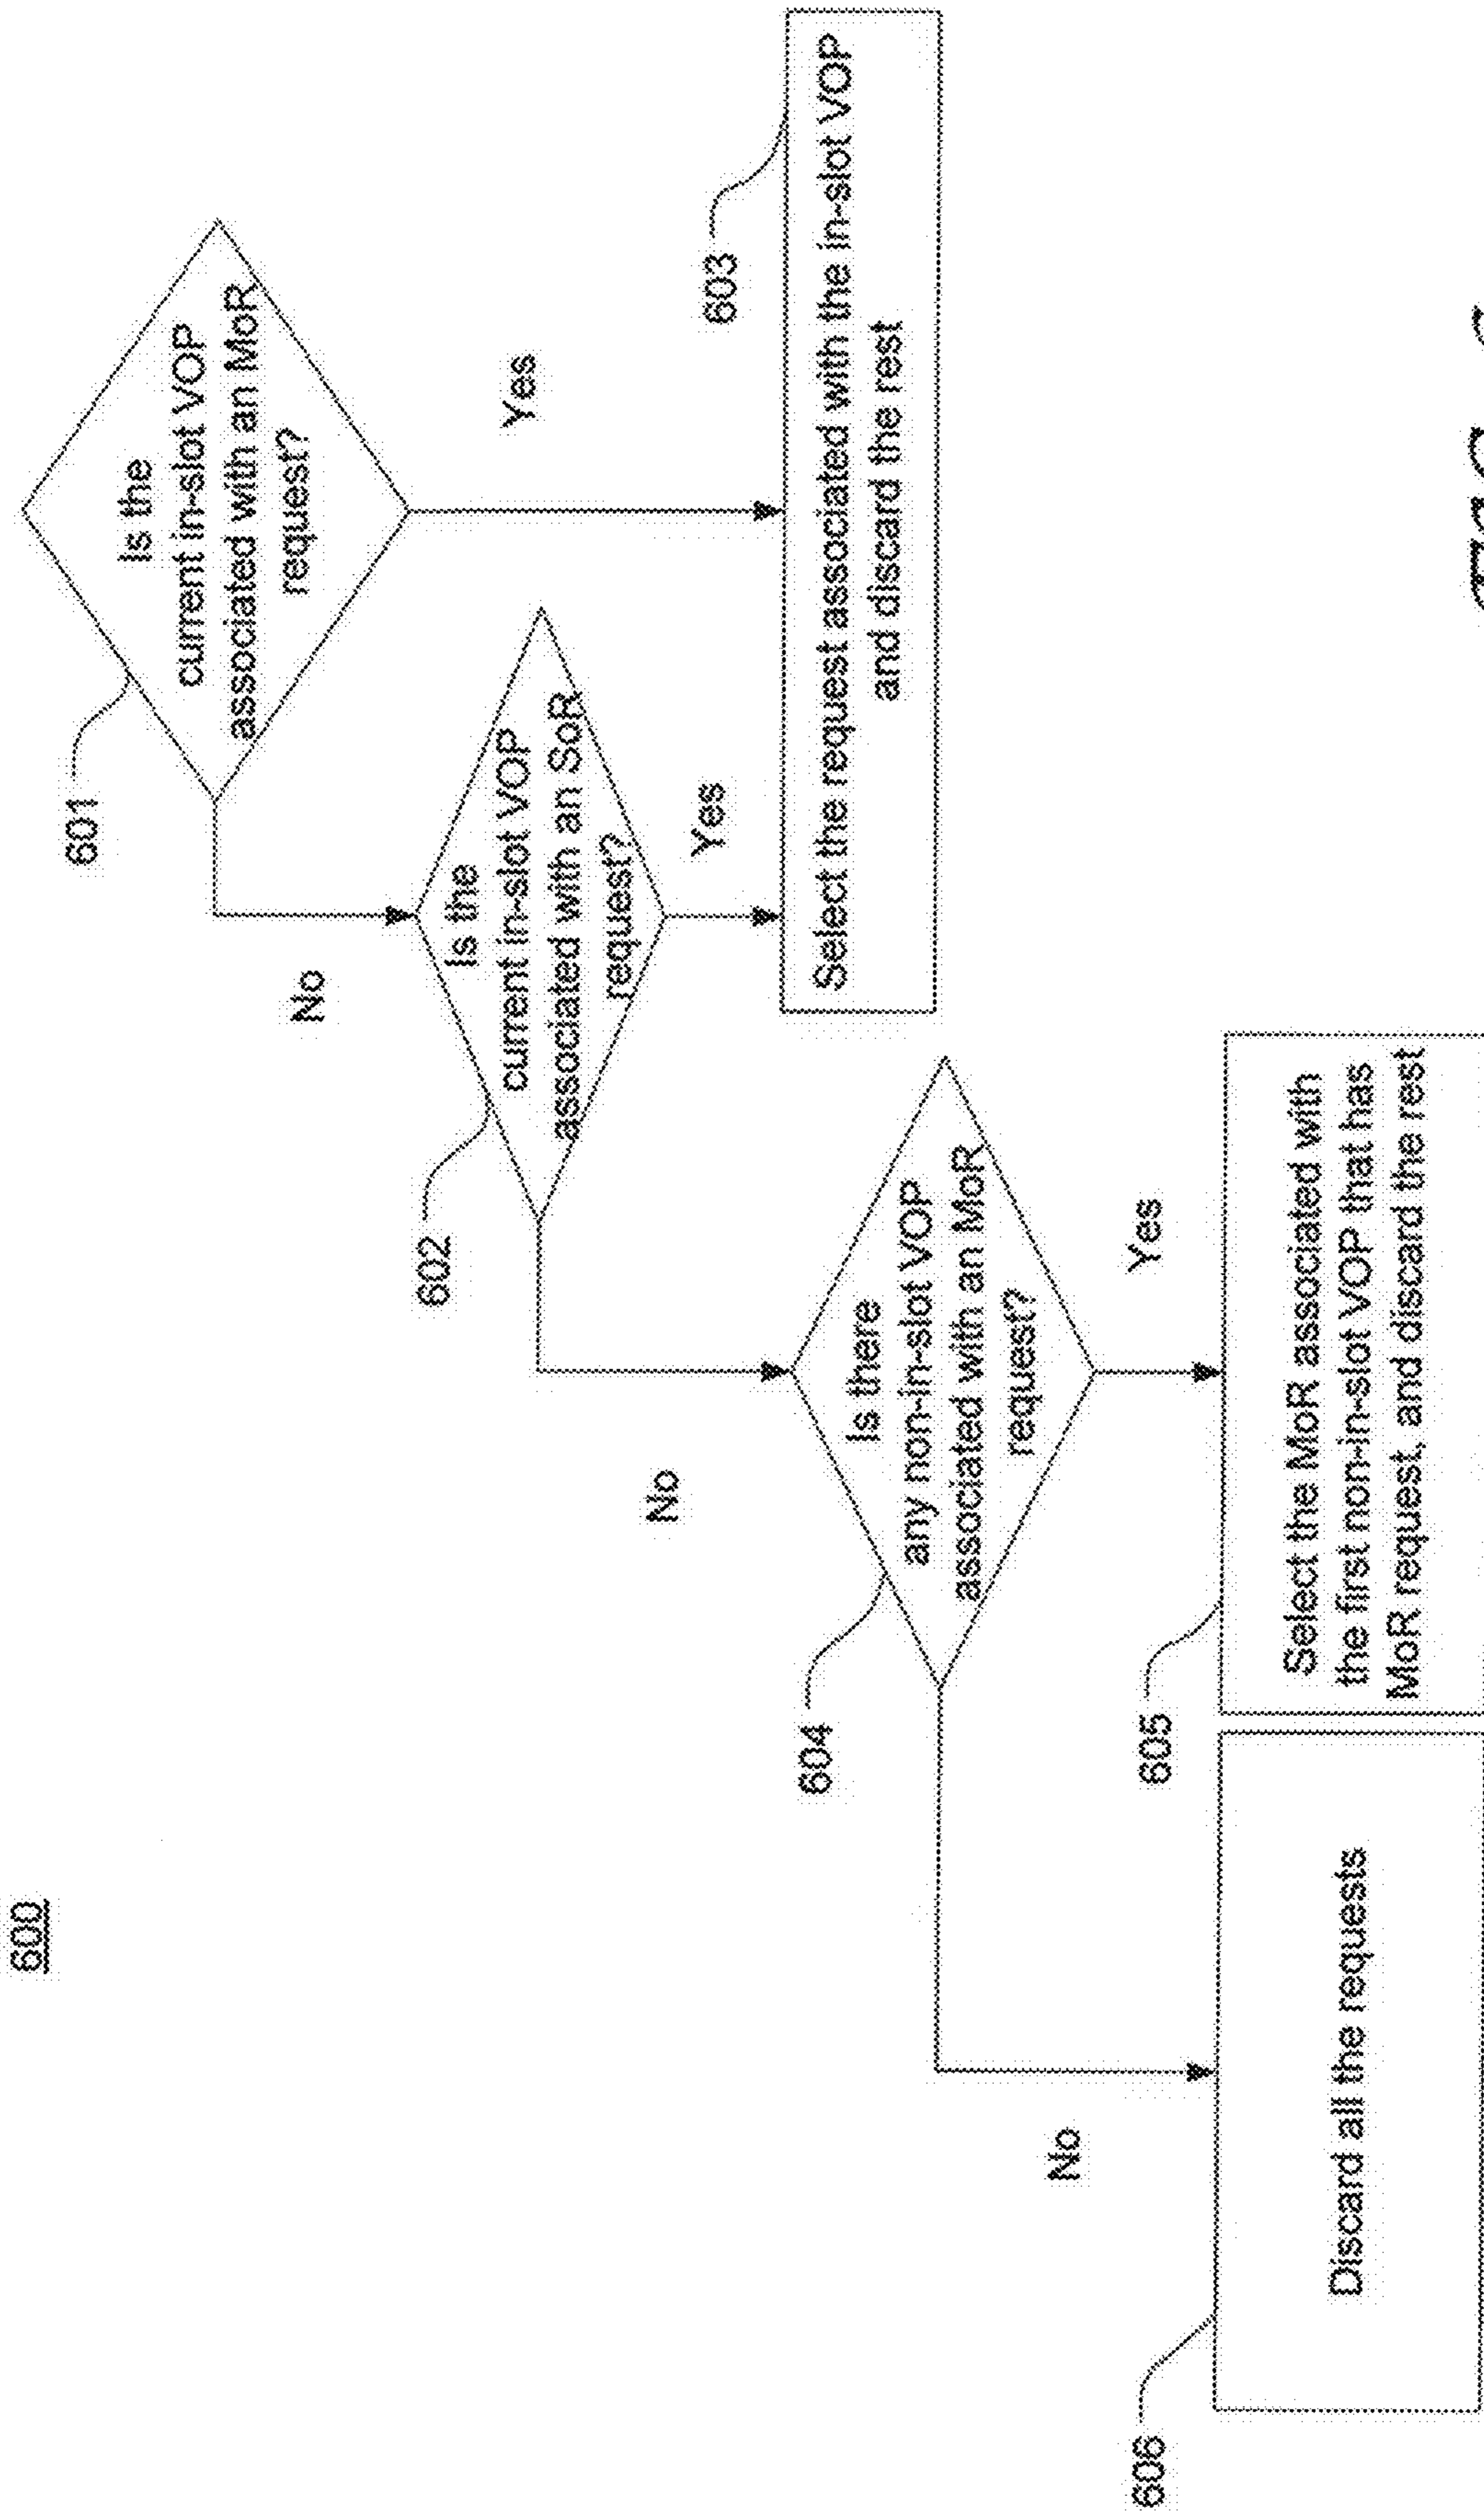 600
601
Is the
current in-slot VOP
associated with an MoR
request?
Yes
No
602
Is the
current in-slot VOP
associated with an SoR
request?
Yes
603
Select the request associated with the in-slot VOP
and discard the rest
No
604
Is there
any non-in-slot VOP
associated with an MoR
request?
Yes
605
Select the MoR associated with
the first non-in-slot VOP that has
MoR request, and discard the rest
No
606
Discard all the requests